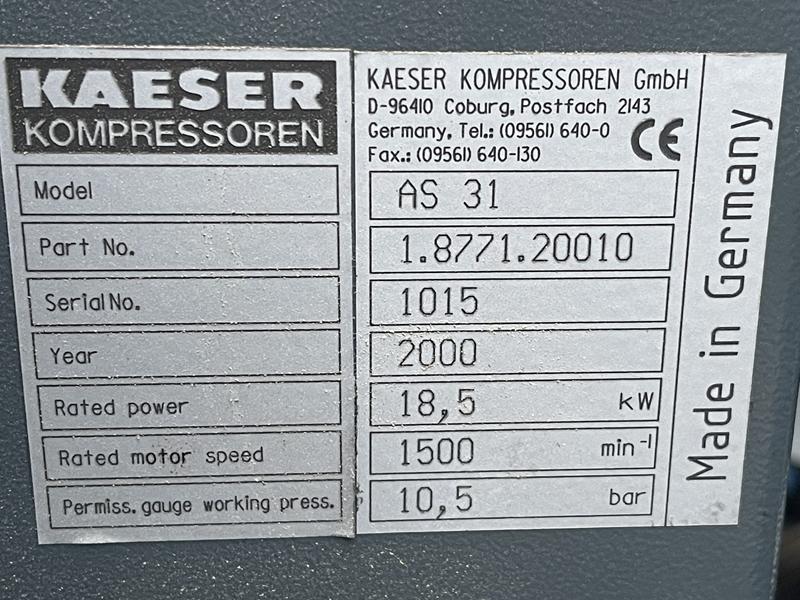 KAESER
KOMPRESSOREN
KAESER KOMPRESSOREN GmbH
D-96410 Coburg, Postfach 2143
Germany, Tel.: (09561) 640-0
Fax.: (09561) 640-130
CE
Model AS 31
Part No. 1.8771.20010
Serial No. 1015
Year 2000
Rated power 18,5 kW
Rated motor speed 1500 min⁻¹
Permiss. gauge working press. 10,5 bar
Made in Germany